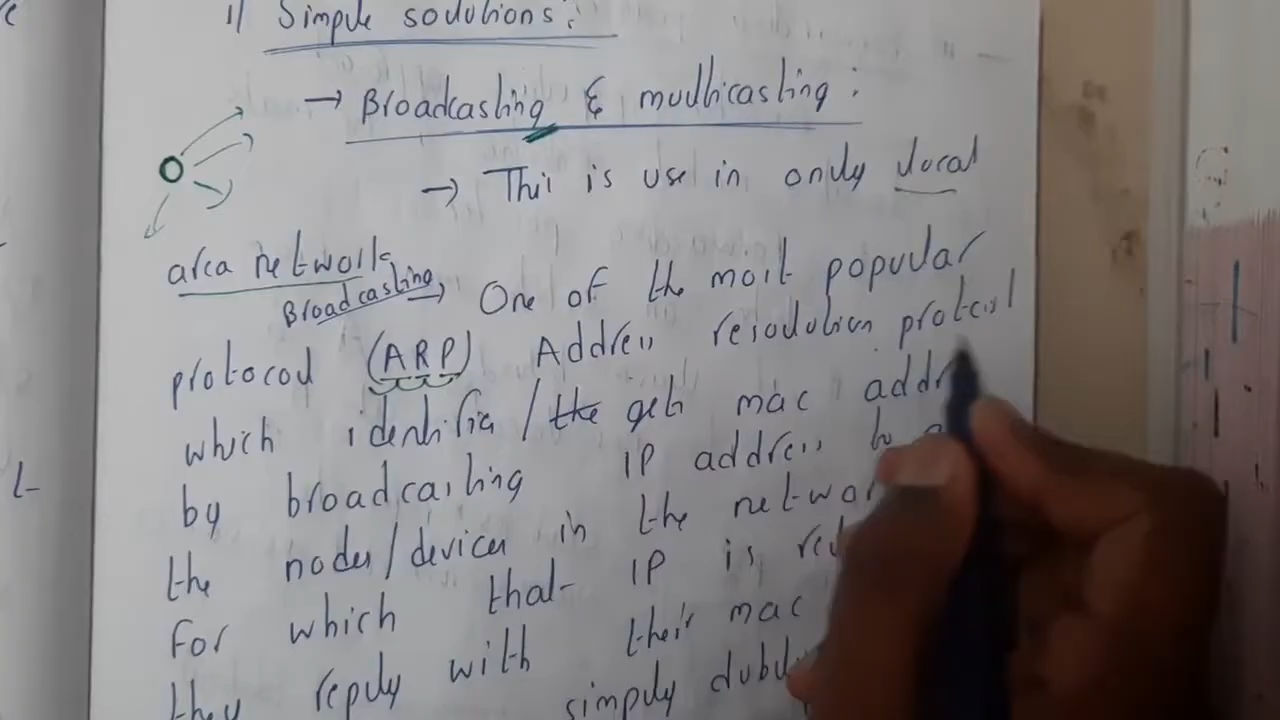 1) Simple solutions:
→ Broadcasting & multicasting :
→ This is use in only local
area network
Broadcasting → One of the most popular
protocol (ARP) Address resolution protocol
which identifies / the gets mac
by broadcasting IP address to
the nodes/devices in the
for which that IP is
they reply with their mac
simply